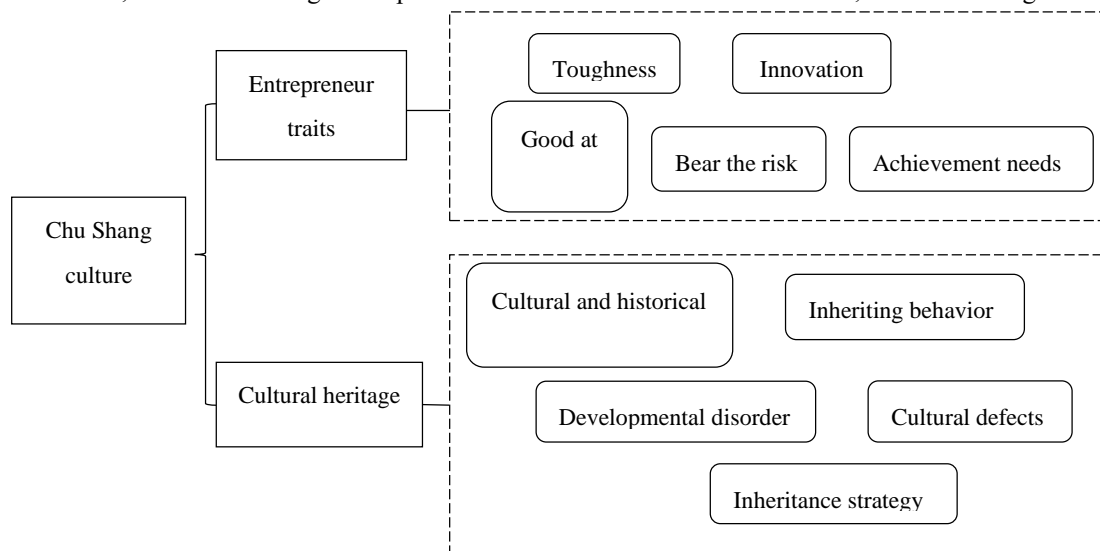 Toughness
Innovation
Entrepreneur
traits
Good at
Bear the risk
Achievement needs
Chu Shang
culture
Cultural and historical
Inheriting behavior
Cultural heritage
Developmental disorder
Cultural defects
Inheritance strategy